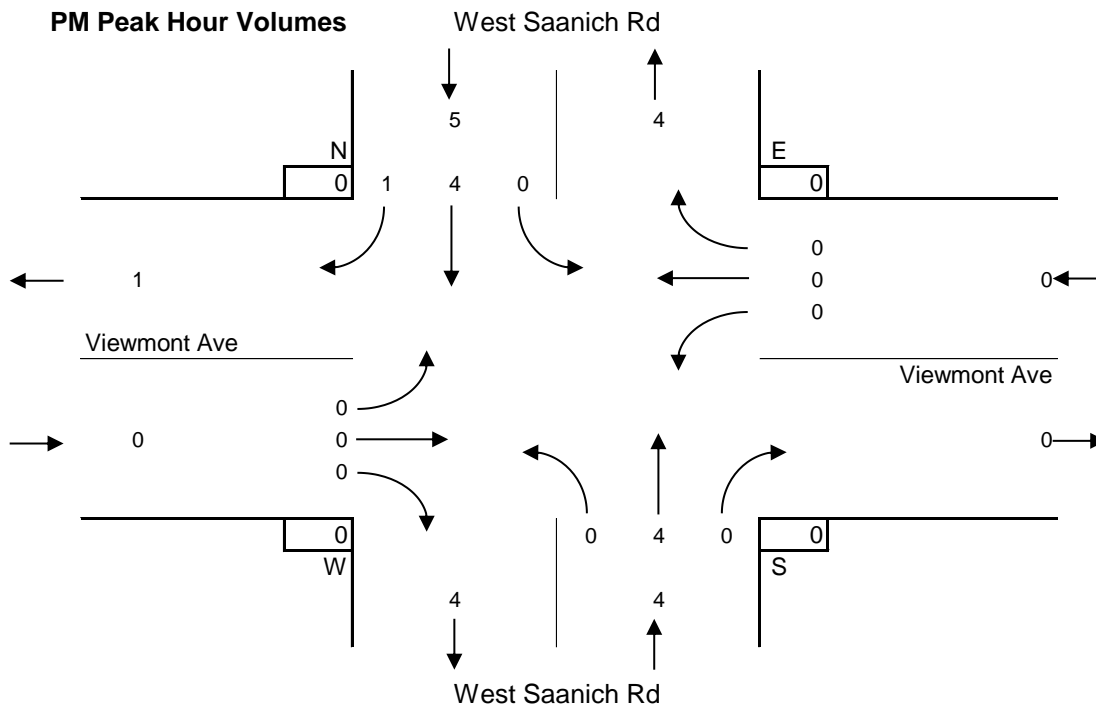 PM Peak Hour Volumes West Saanich Rd
5 4
N E
0 1 4 0 0
0
1 0 0
0
Viewmont Ave
Viewmont Ave
0
0 0 0
0
0 0 4 0 0
W S
4 4
West Saanich Rd